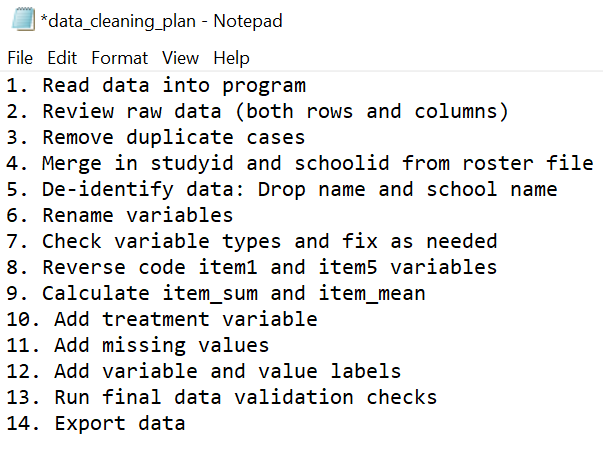 *data_cleaning_plan - Notepad
File Edit Format View Help
1. Read data into program
2. Review raw data (both rows and columns)
3. Remove duplicate cases
4. Merge in studyid and schoolid from roster file
5. De-identify data: Drop name and school name
6. Rename variables
7. Check variable types and fix as needed
8. Reverse code item1 and item5 variables
9. Calculate item_sum and item_mean
10. Add treatment variable
11. Add missing values
12. Add variable and value labels
13. Run final data validation checks
14. Export data